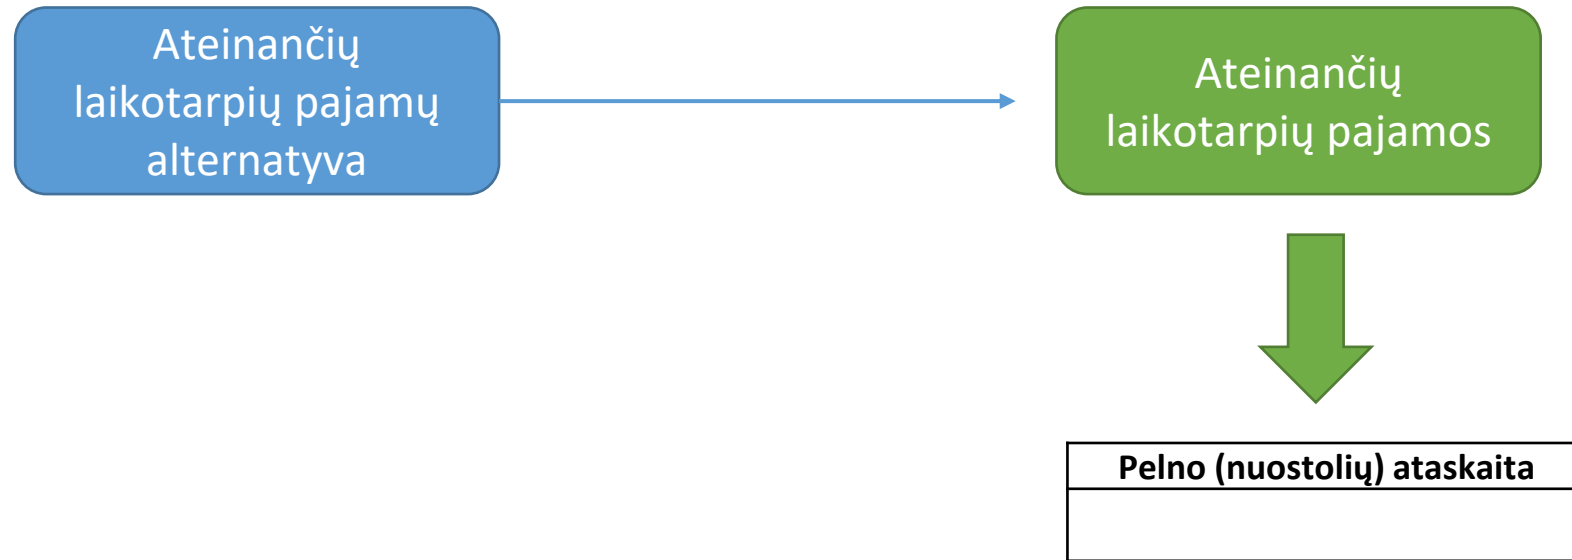 Ateinančių
laikotarpių pajamų
alternatyva
Ateinančių
laikotarpių pajamos
Pelno (nuostolių) ataskaita